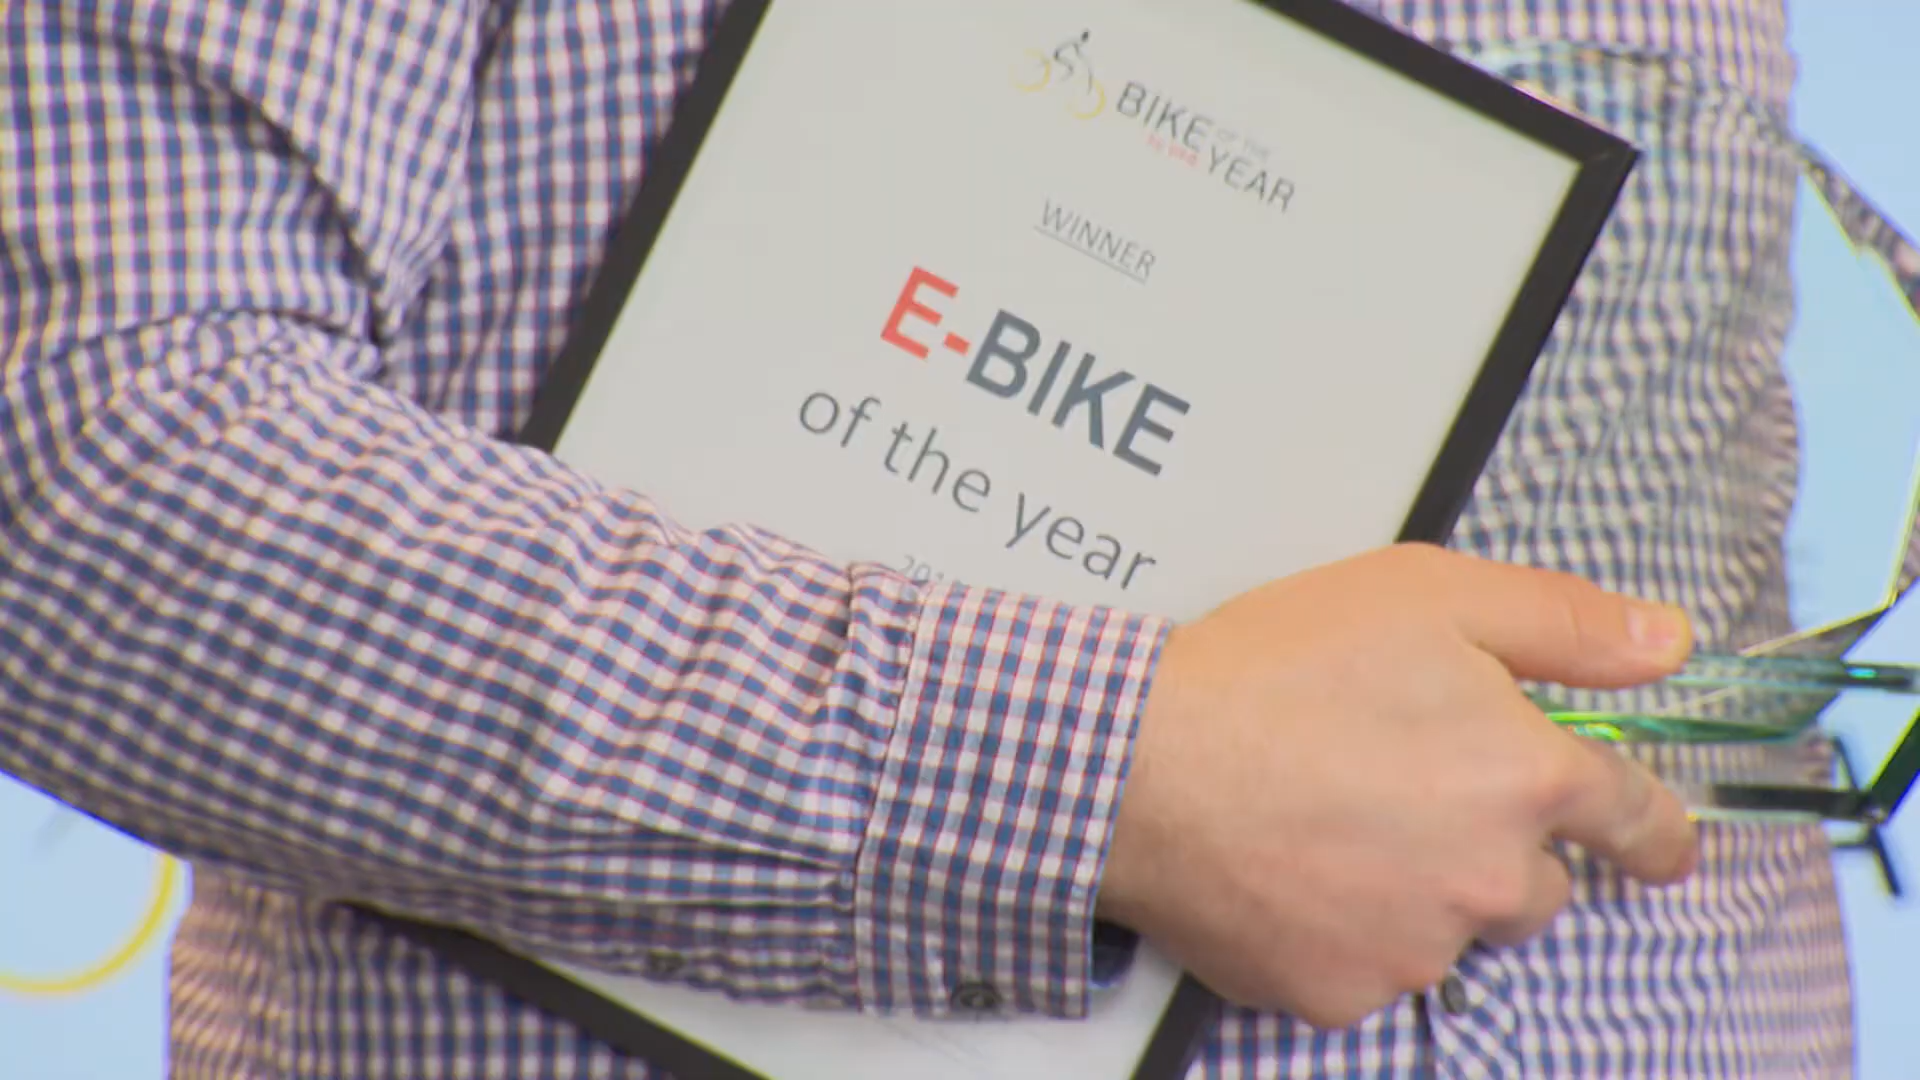 BIKE OF THE
YEAR
WINNER
E-BIKE
of the year